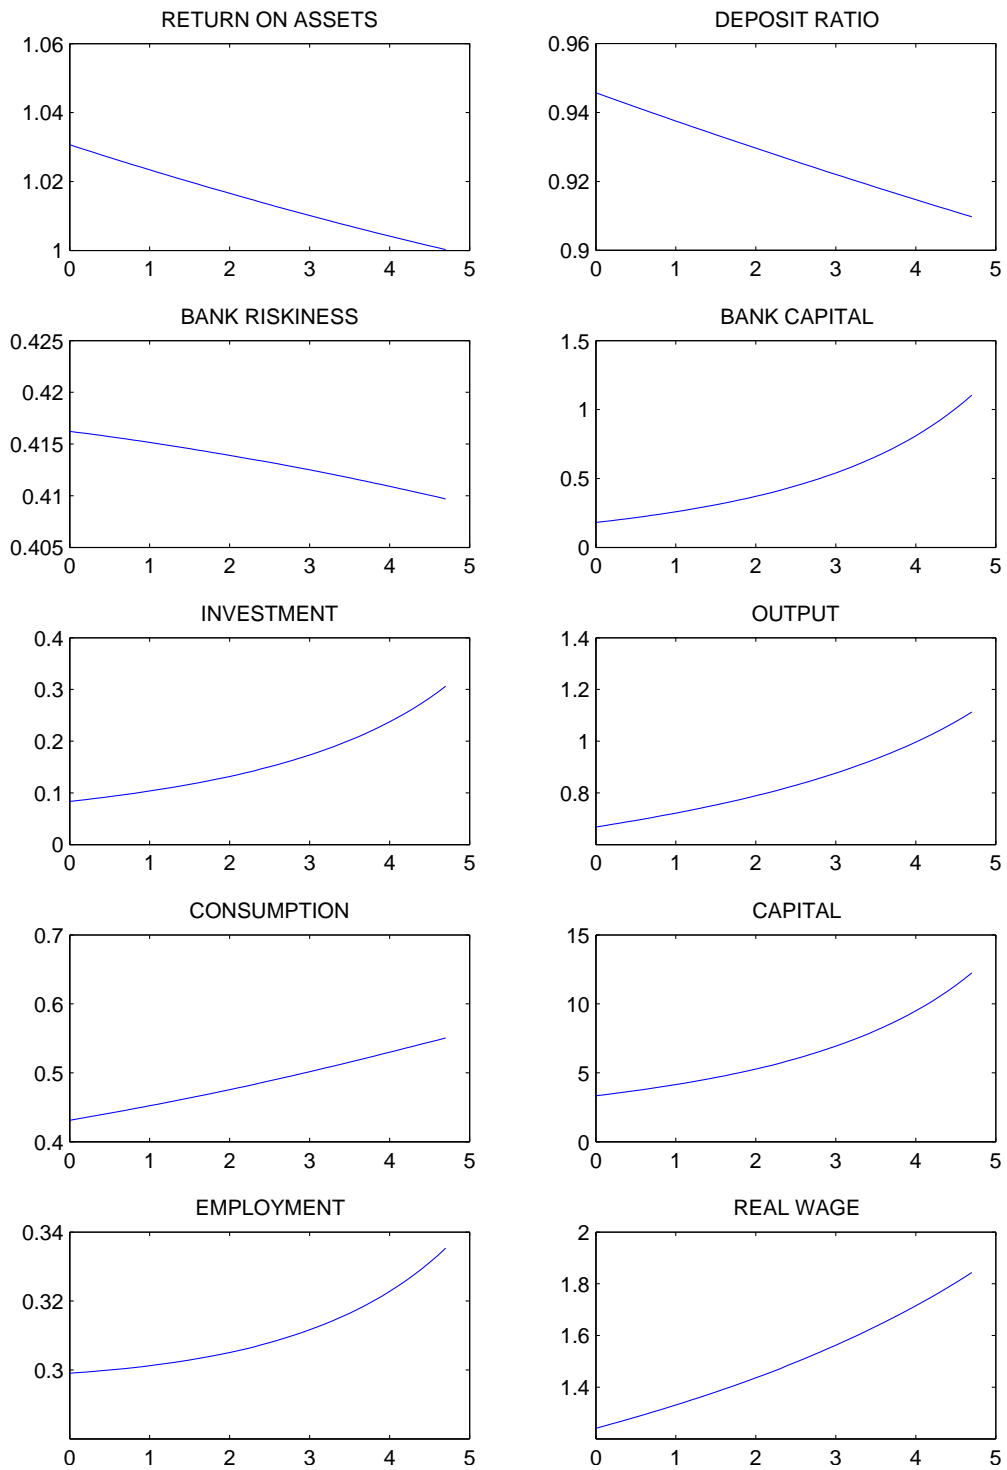 RETURN ON ASSETS
1.06
1.04
1.02
1
0 1 2 3 4 5
DEPOSIT RATIO
0.96
0.94
0.92
0.9
0 1 2 3 4 5
BANK RISKINESS
0.425
0.42
0.415
0.41
0.405
0 1 2 3 4 5
BANK CAPITAL
1.5
1
0.5
0
0 1 2 3 4 5
INVESTMENT
0.4
0.3
0.2
0.1
0
0 1 2 3 4 5
OUTPUT
1.4
1.2
1
0.8
0 1 2 3 4 5
CONSUMPTION
0.7
0.6
0.5
0.4
0 1 2 3 4 5
CAPITAL
15
10
5
0
0 1 2 3 4 5
EMPLOYMENT
0.34
0.32
0.3
0 1 2 3 4 5
REAL WAGE
2
1.8
1.6
1.4
0 1 2 3 4 5